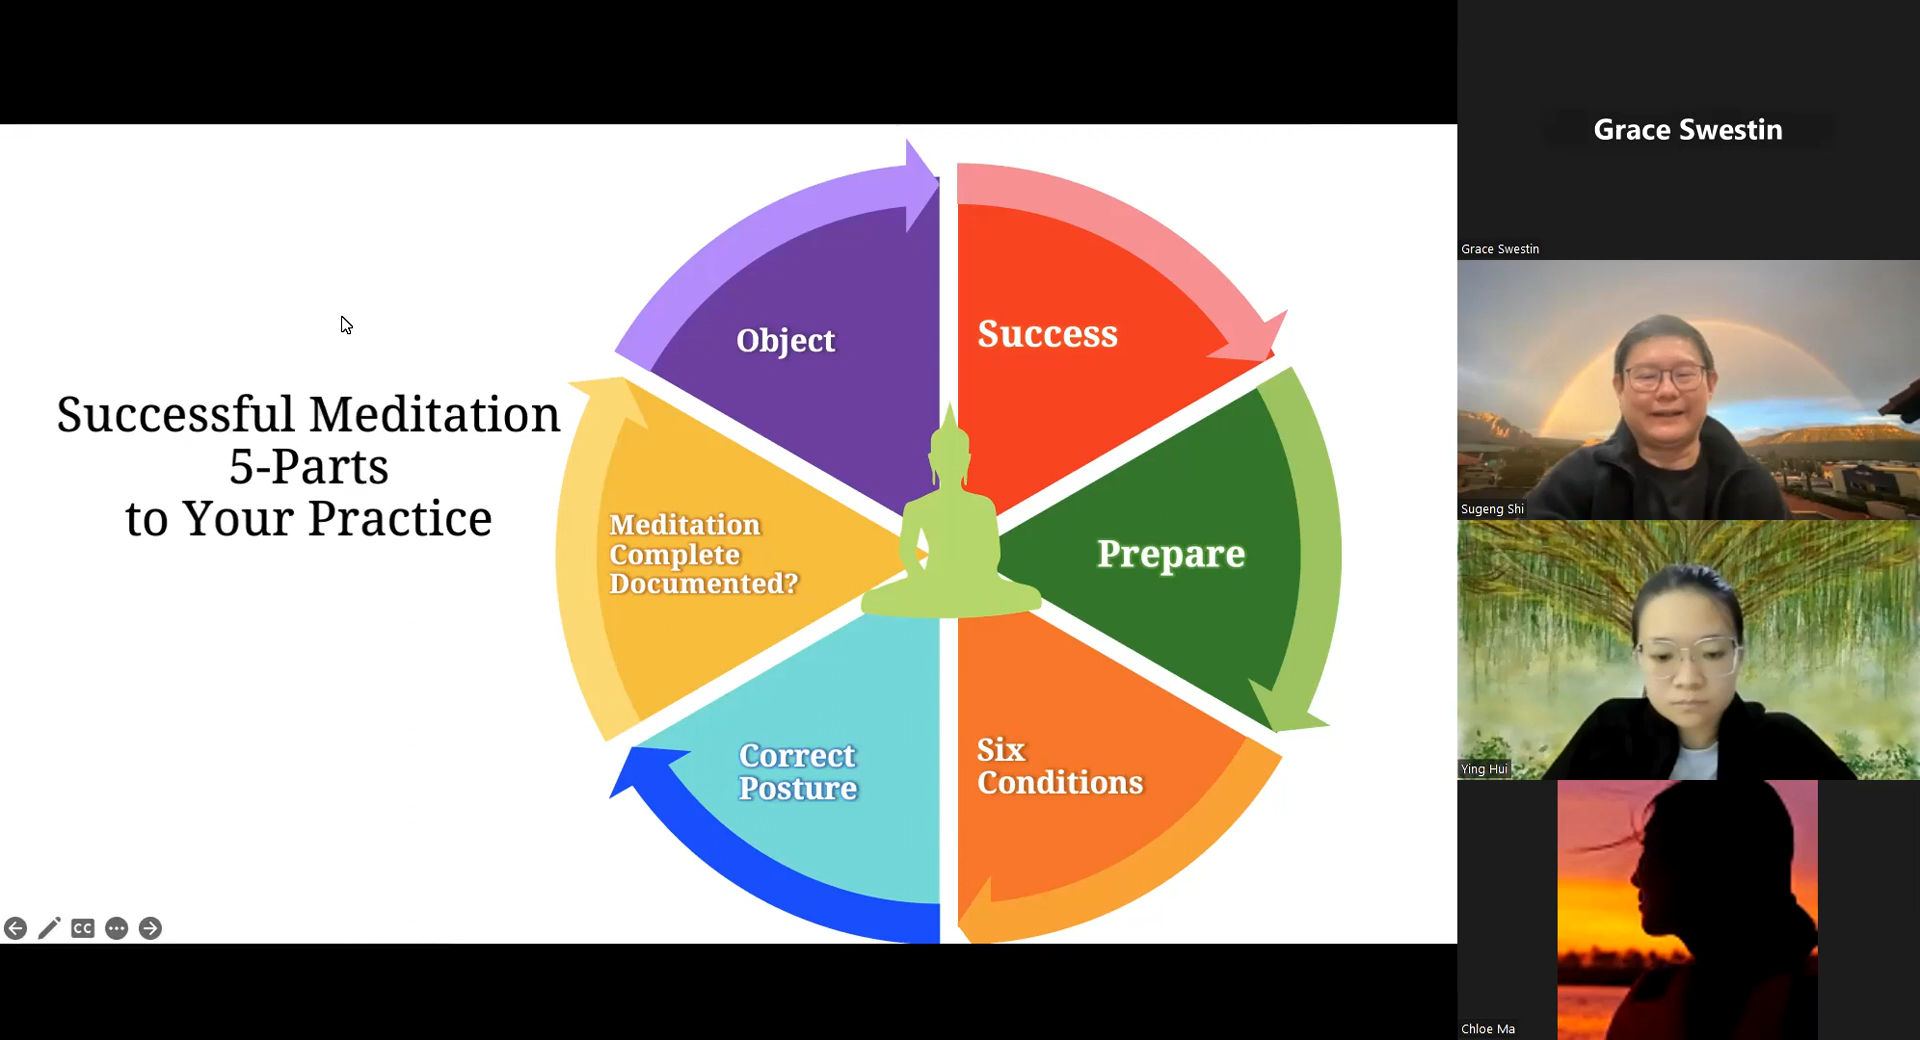 Successful Meditation
5-Parts
to Your Practice
Object
Success
Meditation
Complete
Documented?
Prepare
Correct
Posture
Six
Conditions
CC
Grace Swestin
Grace Swestin
Sugeng Shi
Ying Hui
Chloe Ma